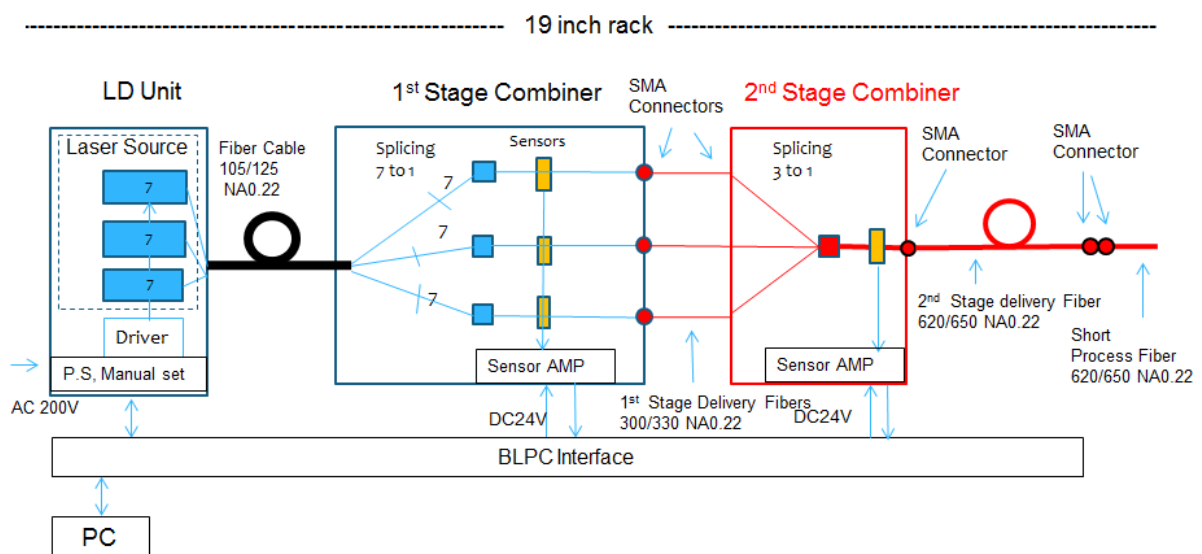 19 inch rack
LD Unit
1st Stage Combiner
SMA
Connectors
2nd Stage Combiner
Laser Source
7
7
7
Driver
P.S, Manual set
AC 200V
Fiber Cable
105/125
NA0.22
Splicing
7 to 1
Sensors
7
7
7
Sensor AMP
DC24V
1st Stage Delivery Fibers
300/330 NA0.22
Splicing
3 to 1
Sensor AMP
DC24V
SMA
Connector
SMA
Connector
2nd Stage delivery Fiber
620/650 NA0.22
Short
Process Fiber
620/650 NA0.22
BLPC Interface
PC